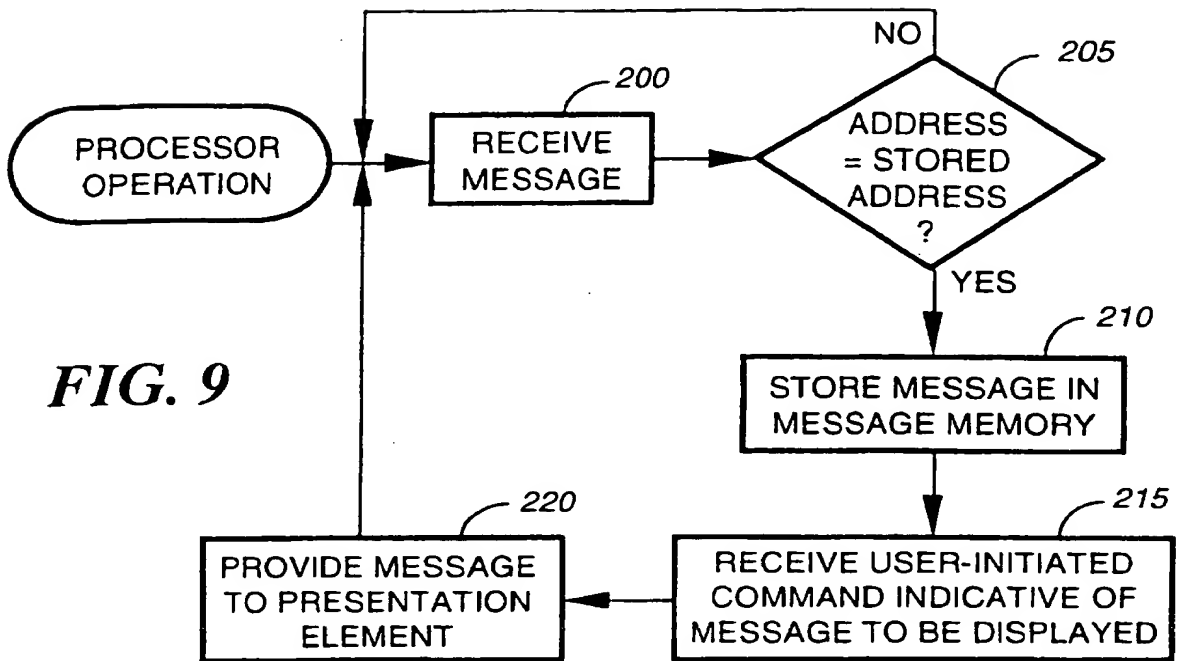 NO
205
200
PROCESSOR
OPERATION
RECEIVE
MESSAGE
ADDRESS
= STORED
ADDRESS
?
YES
210
FIG. 9
STORE MESSAGE IN
MESSAGE MEMORY
220
215
PROVIDE MESSAGE
TO PRESENTATION
ELEMENT
RECEIVE USER-INITIATED
COMMAND INDICATIVE OF
MESSAGE TO BE DISPLAYED